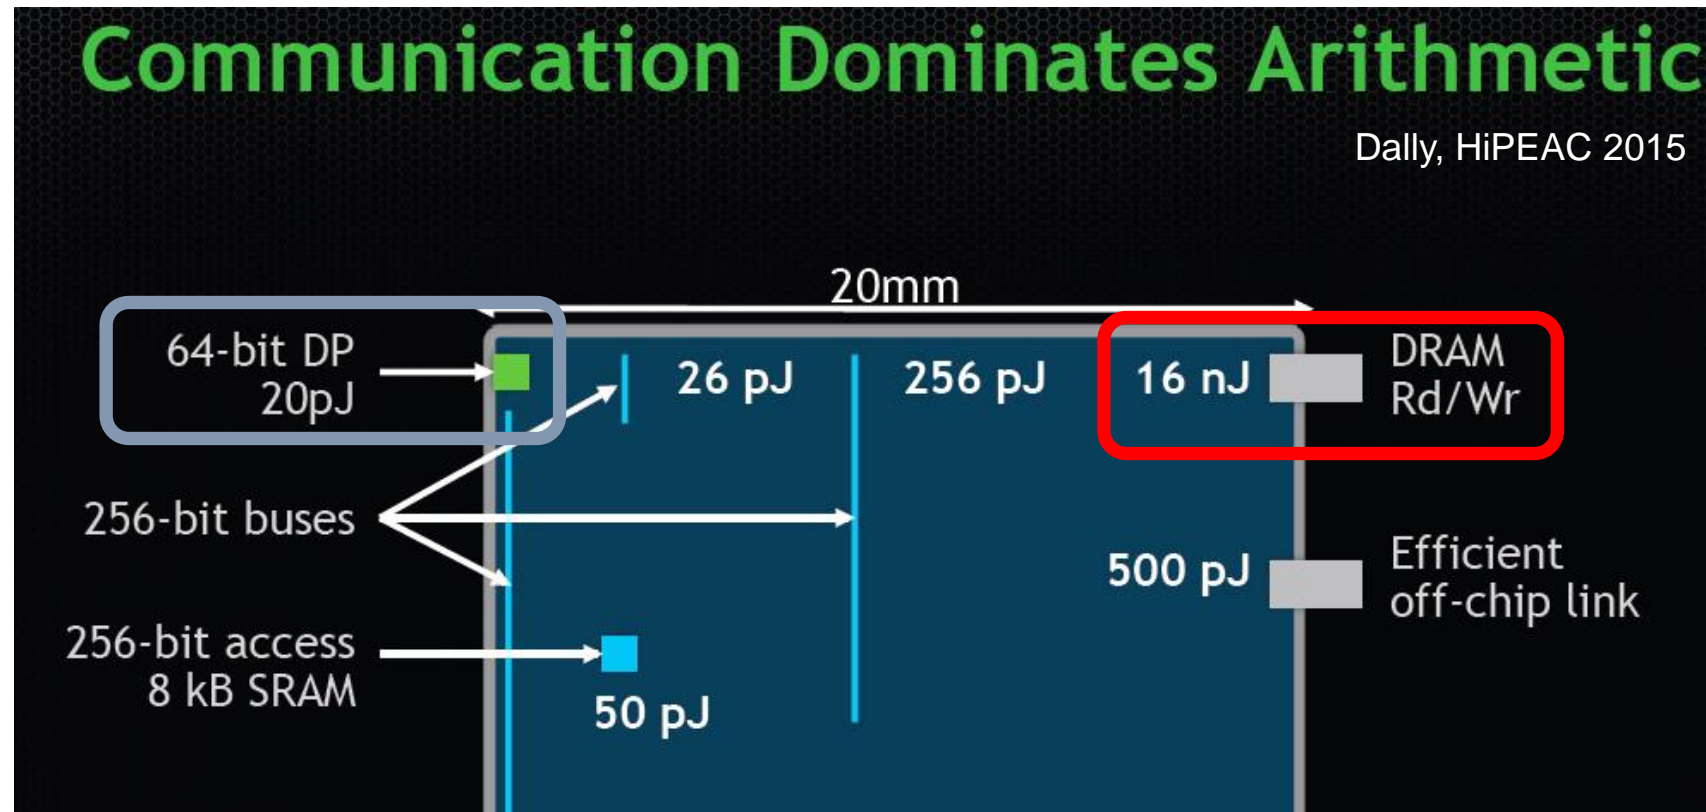 Communication Dominates Arithmetic
Dally, HiPEAC 2015
20mm
64-bit DP
20pJ
26 pJ
256 pJ
16 nJ
DRAM
Rd/Wr
256-bit buses
500 pJ
Efficient
off-chip link
256-bit access
8 kB SRAM
50 pJ